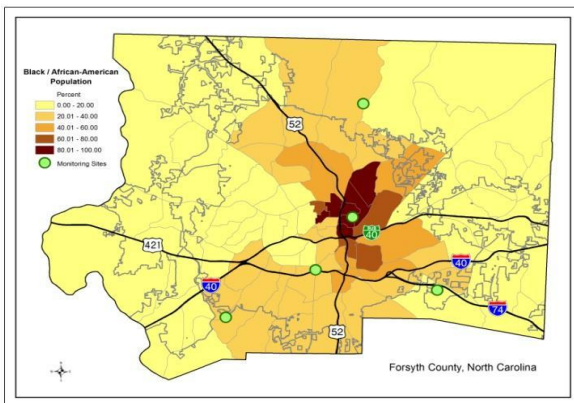 Black / African-American
Population
Percent
0.00 - 20.00
20.01 - 40.00
40.01 - 60.00
60.01 - 80.00
80.01 - 100.00
Monitoring Sites
52
421
40
40
40
74
52
Forsyth County, North Carolina